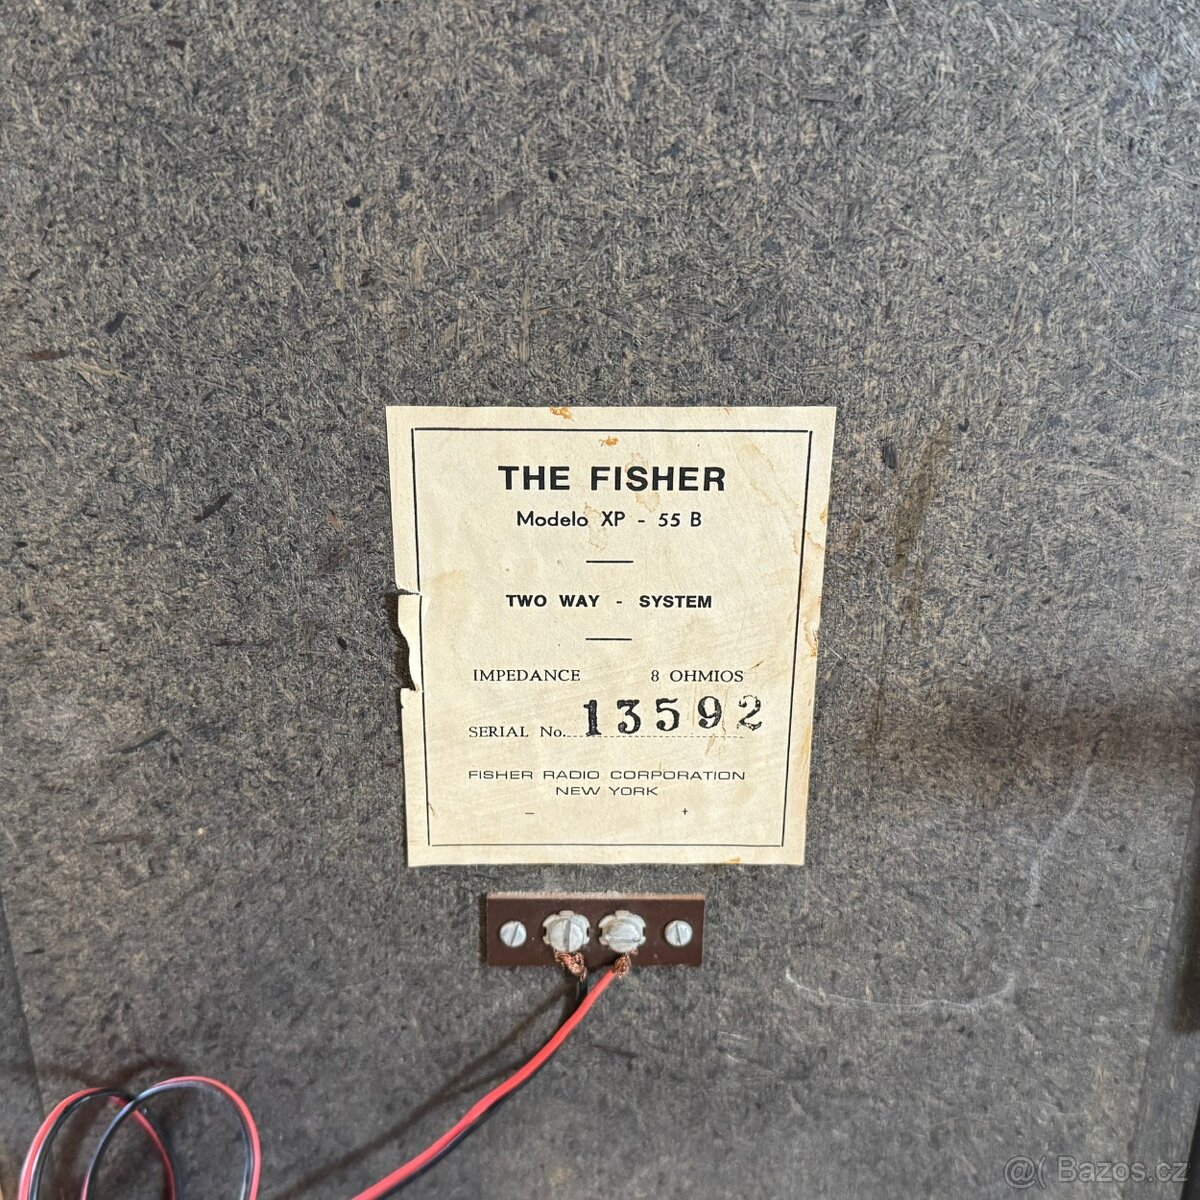 THE FISHER
Modelo XP - 55 B
TWO WAY - SYSTEM
IMPEDANCE 8 OHMIOS
SERIAL No. 13592
FISHER RADIO CORPORATION
NEW YORK
- +
@( Bazos.cz